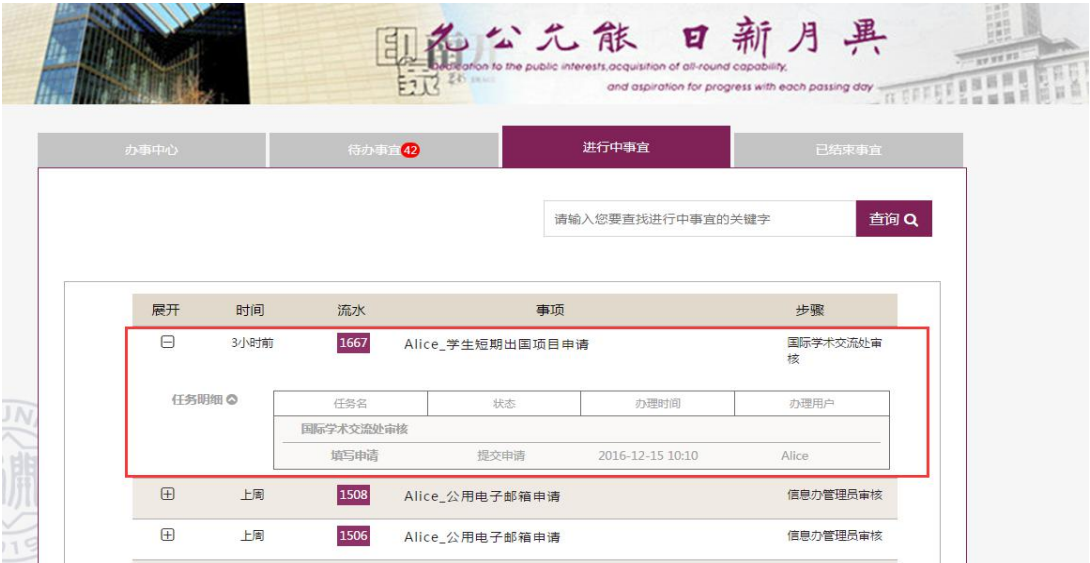 允公允能 日新月異
Dedication to the public interests,acquisition of all-round capability,
and aspiration for progress with each passing day
办事中心 待办事宜 42 进行中事宜 已结束事宜
请输入您要查找进行中事宜的关键字 查询
展开 时间 流水 事项 步骤
3小时前 1667 Alice_学生短期出国项目申请 国际学术交流处审
核
任务明细 任务名 状态 办理时间 办理用户
国际学术交流处审核
填写申请 提交申请 2016-12-15 10:10 Alice
上周 1508 Alice_公用电子邮箱申请 信息办管理员审核
上周 1506 Alice_公用电子邮箱申请 信息办管理员审核